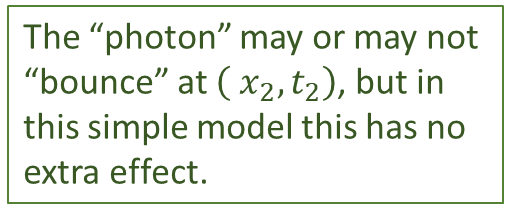 The “photon” may or may not
“bounce” at ( x₂, t₂), but in
this simple model this has no
extra effect.